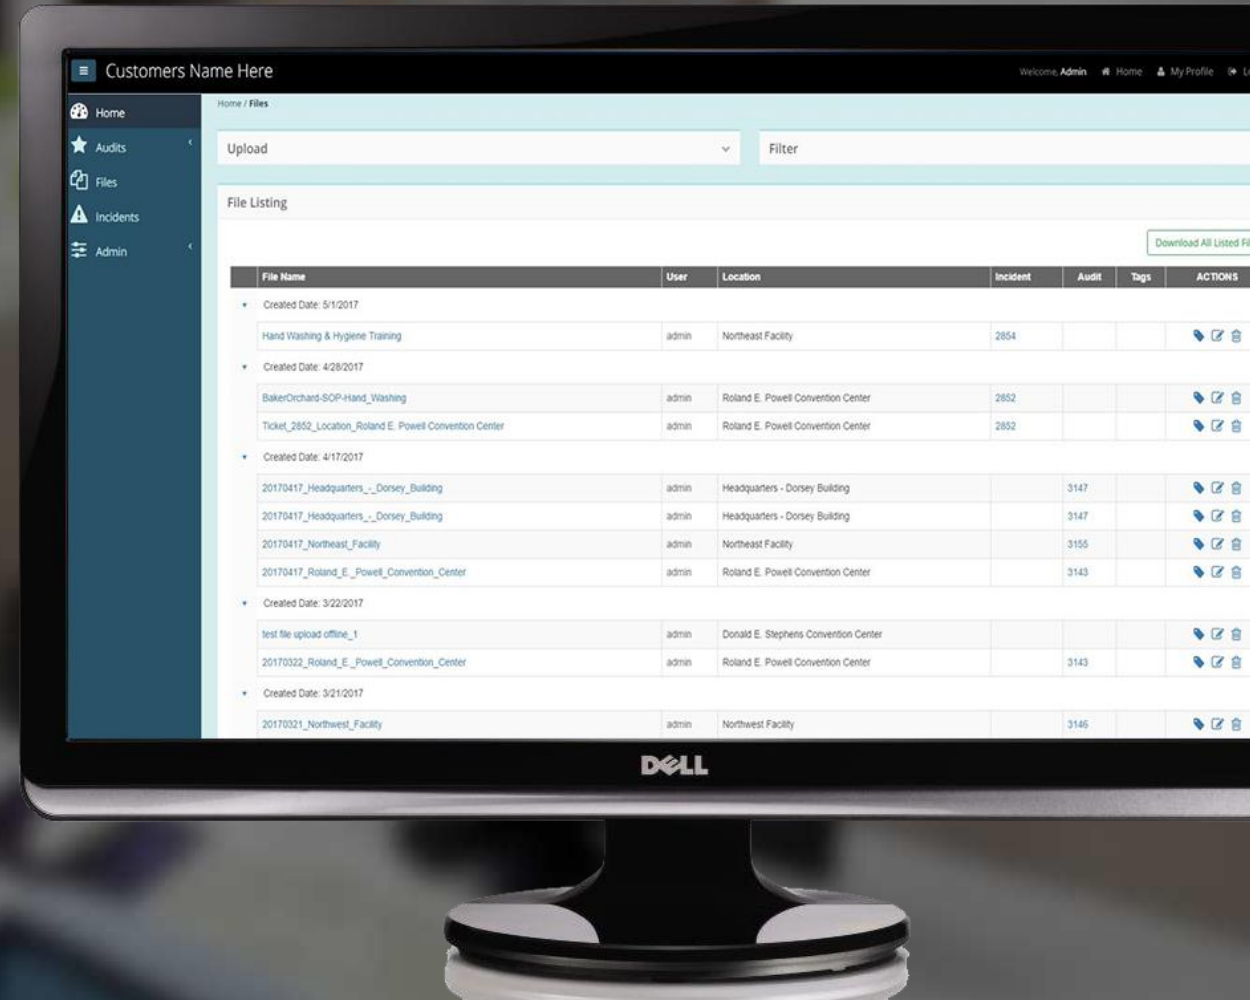 Customers Name Here
Welcome, Admin Home My Profile
Home
Audits
Files
Incidents
Admin
Home / Files
Upload
Filter
File Listing
Download All Listed
File Name User Location Incident Audit Tags ACTIONS
Created Date: 5/1/2017
Hand Washing & Hygiene Training admin Northeast Facility 2854
Created Date: 4/28/2017
BakerOrchard-SOP-Hand_Washing admin Roland E. Powell Convention Center 2852
Ticket_2852_Location_Roland E. Powell Convention Center admin Roland E. Powell Convention Center 2852
Created Date: 4/17/2017
20170417_Headquarters_-_Dorsey_Building admin Headquarters - Dorsey Building 3147
20170417_Headquarters_-_Dorsey_Building admin Headquarters - Dorsey Building 3147
20170417_Northeast_Facility admin Northeast Facility 3155
20170417_Roland_E._Powell_Convention_Center admin Roland E. Powell Convention Center 3143
Created Date: 3/22/2017
test file upload offline_1 admin Donald E. Stephens Convention Center
20170322_Roland_E._Powell_Convention_Center admin Roland E. Powell Convention Center 3143
Created Date: 3/21/2017
20170321_Northwest_Facility admin Northwest Facility 3146
DELL